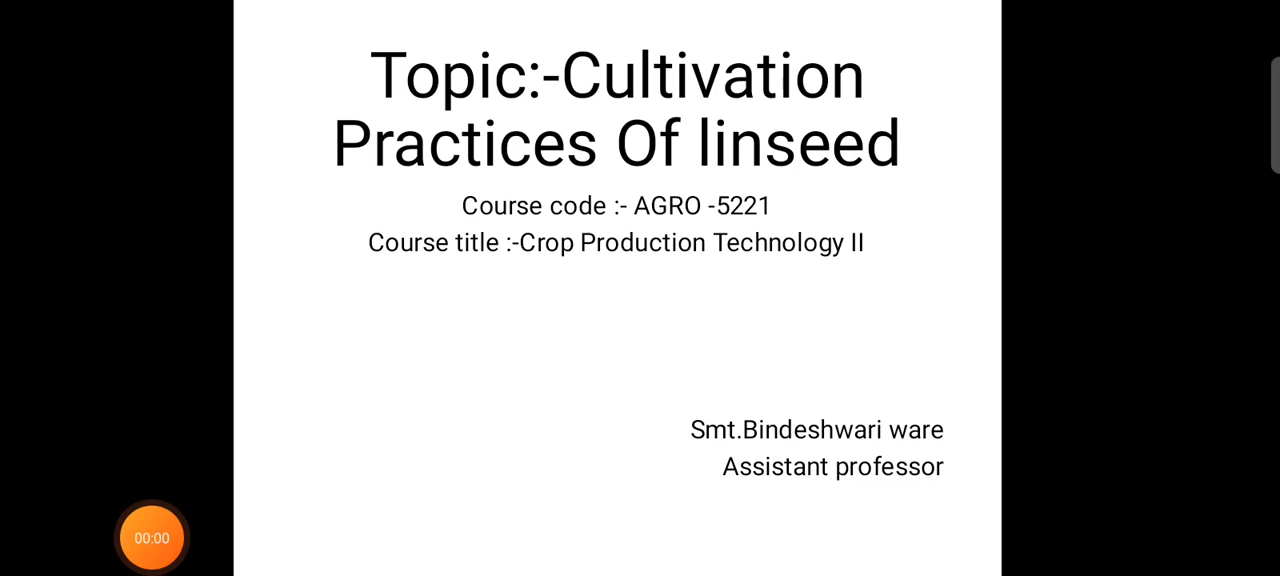 Topic:-Cultivation
Practices Of linseed
Course code :- AGRO -5221
Course title :-Crop Production Technology II
Smt.Bindeshwari ware
Assistant professor
00:00